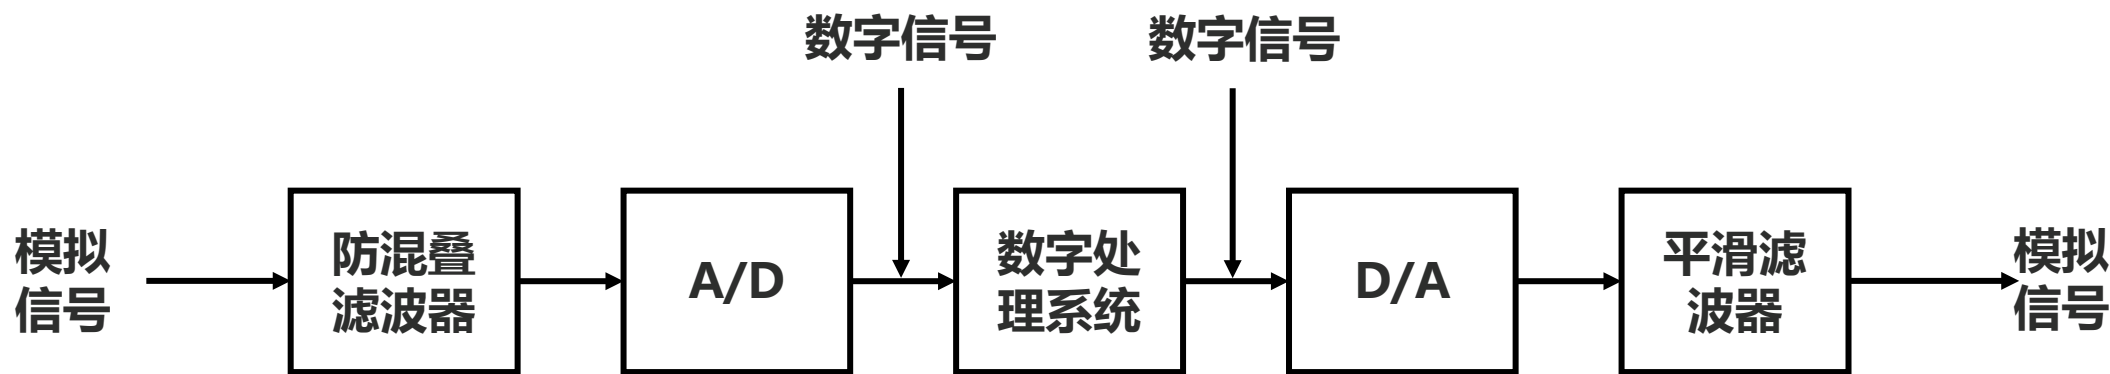 数字信号
数字信号
模拟
信号
防混叠
滤波器
A/D
数字处
理系统
D/A
平滑滤
波器
模拟
信号